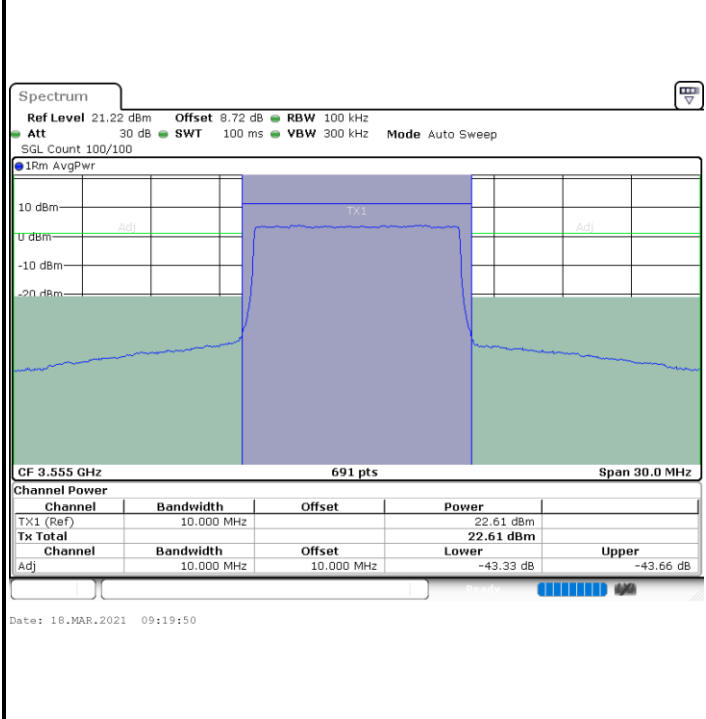 Spectrum
Ref Level 21.22 dBm Offset 8.72 dB RBW 100 kHz
Att 30 dB SWT 100 ms VBW 300 kHz Mode Auto Sweep
SGL Count 100/100
1Rm AvgPwr
10 dBm
TX1
Adj Adj
0 dBm
-10 dBm
-20 dBm
CF 3.555 GHz 691 pts Span 30.0 MHz
Channel Power
Channel Bandwidth Offset Power
TX1 (Ref) 10.000 MHz 22.61 dBm
Tx Total 22.61 dBm
Channel Bandwidth Offset Lower Upper
Adj 10.000 MHz 10.000 MHz -43.33 dB -43.66 dB
Ready
Date: 18.MAR.2021 09:19:50